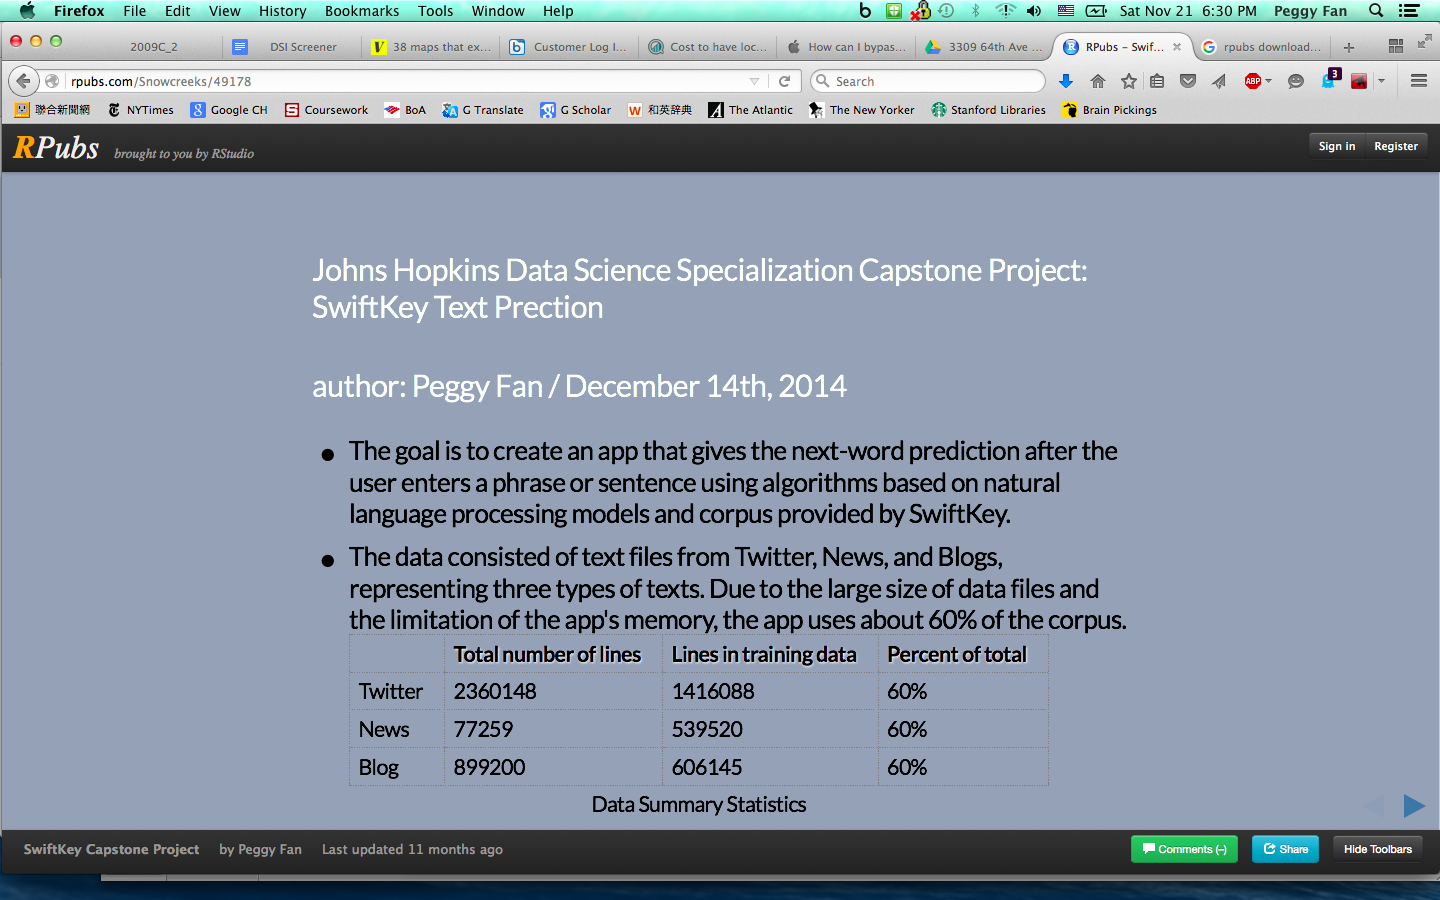 Firefox File Edit View History Bookmarks Tools Window Help Sat Nov 21 6:30 PM Peggy Fan
2009C_2 DSI Screener 38 maps that ex... Customer Log I... Cost to have loc... How can I bypas... 3309 64th Ave ... RPubs – Swif... rpubs download...
rpubs.com/Snowcreeks/49178 Search ABP 3
聯合新聞網 NYTimes Google CH Coursework BoA G Translate G Scholar 和英辞典 The Atlantic The New Yorker Stanford Libraries Brain Pickings
RPubs brought to you by RStudio Sign in Register
Johns Hopkins Data Science Specialization Capstone Project:
SwiftKey Text Prection
author: Peggy Fan / December 14th, 2014
• The goal is to create an app that gives the next-word prediction after the
user enters a phrase or sentence using algorithms based on natural
language processing models and corpus provided by SwiftKey.
• The data consisted of text files from Twitter, News, and Blogs,
representing three types of texts. Due to the large size of data files and
the limitation of the app's memory, the app uses about 60% of the corpus.
Total number of lines Lines in training data Percent of total
Twitter 2360148 1416088 60%
News 77259 539520 60%
Blog 899200 606145 60%
Data Summary Statistics
SwiftKey Capstone Project by Peggy Fan Last updated 11 months ago Comments (–) Share Hide Toolbars